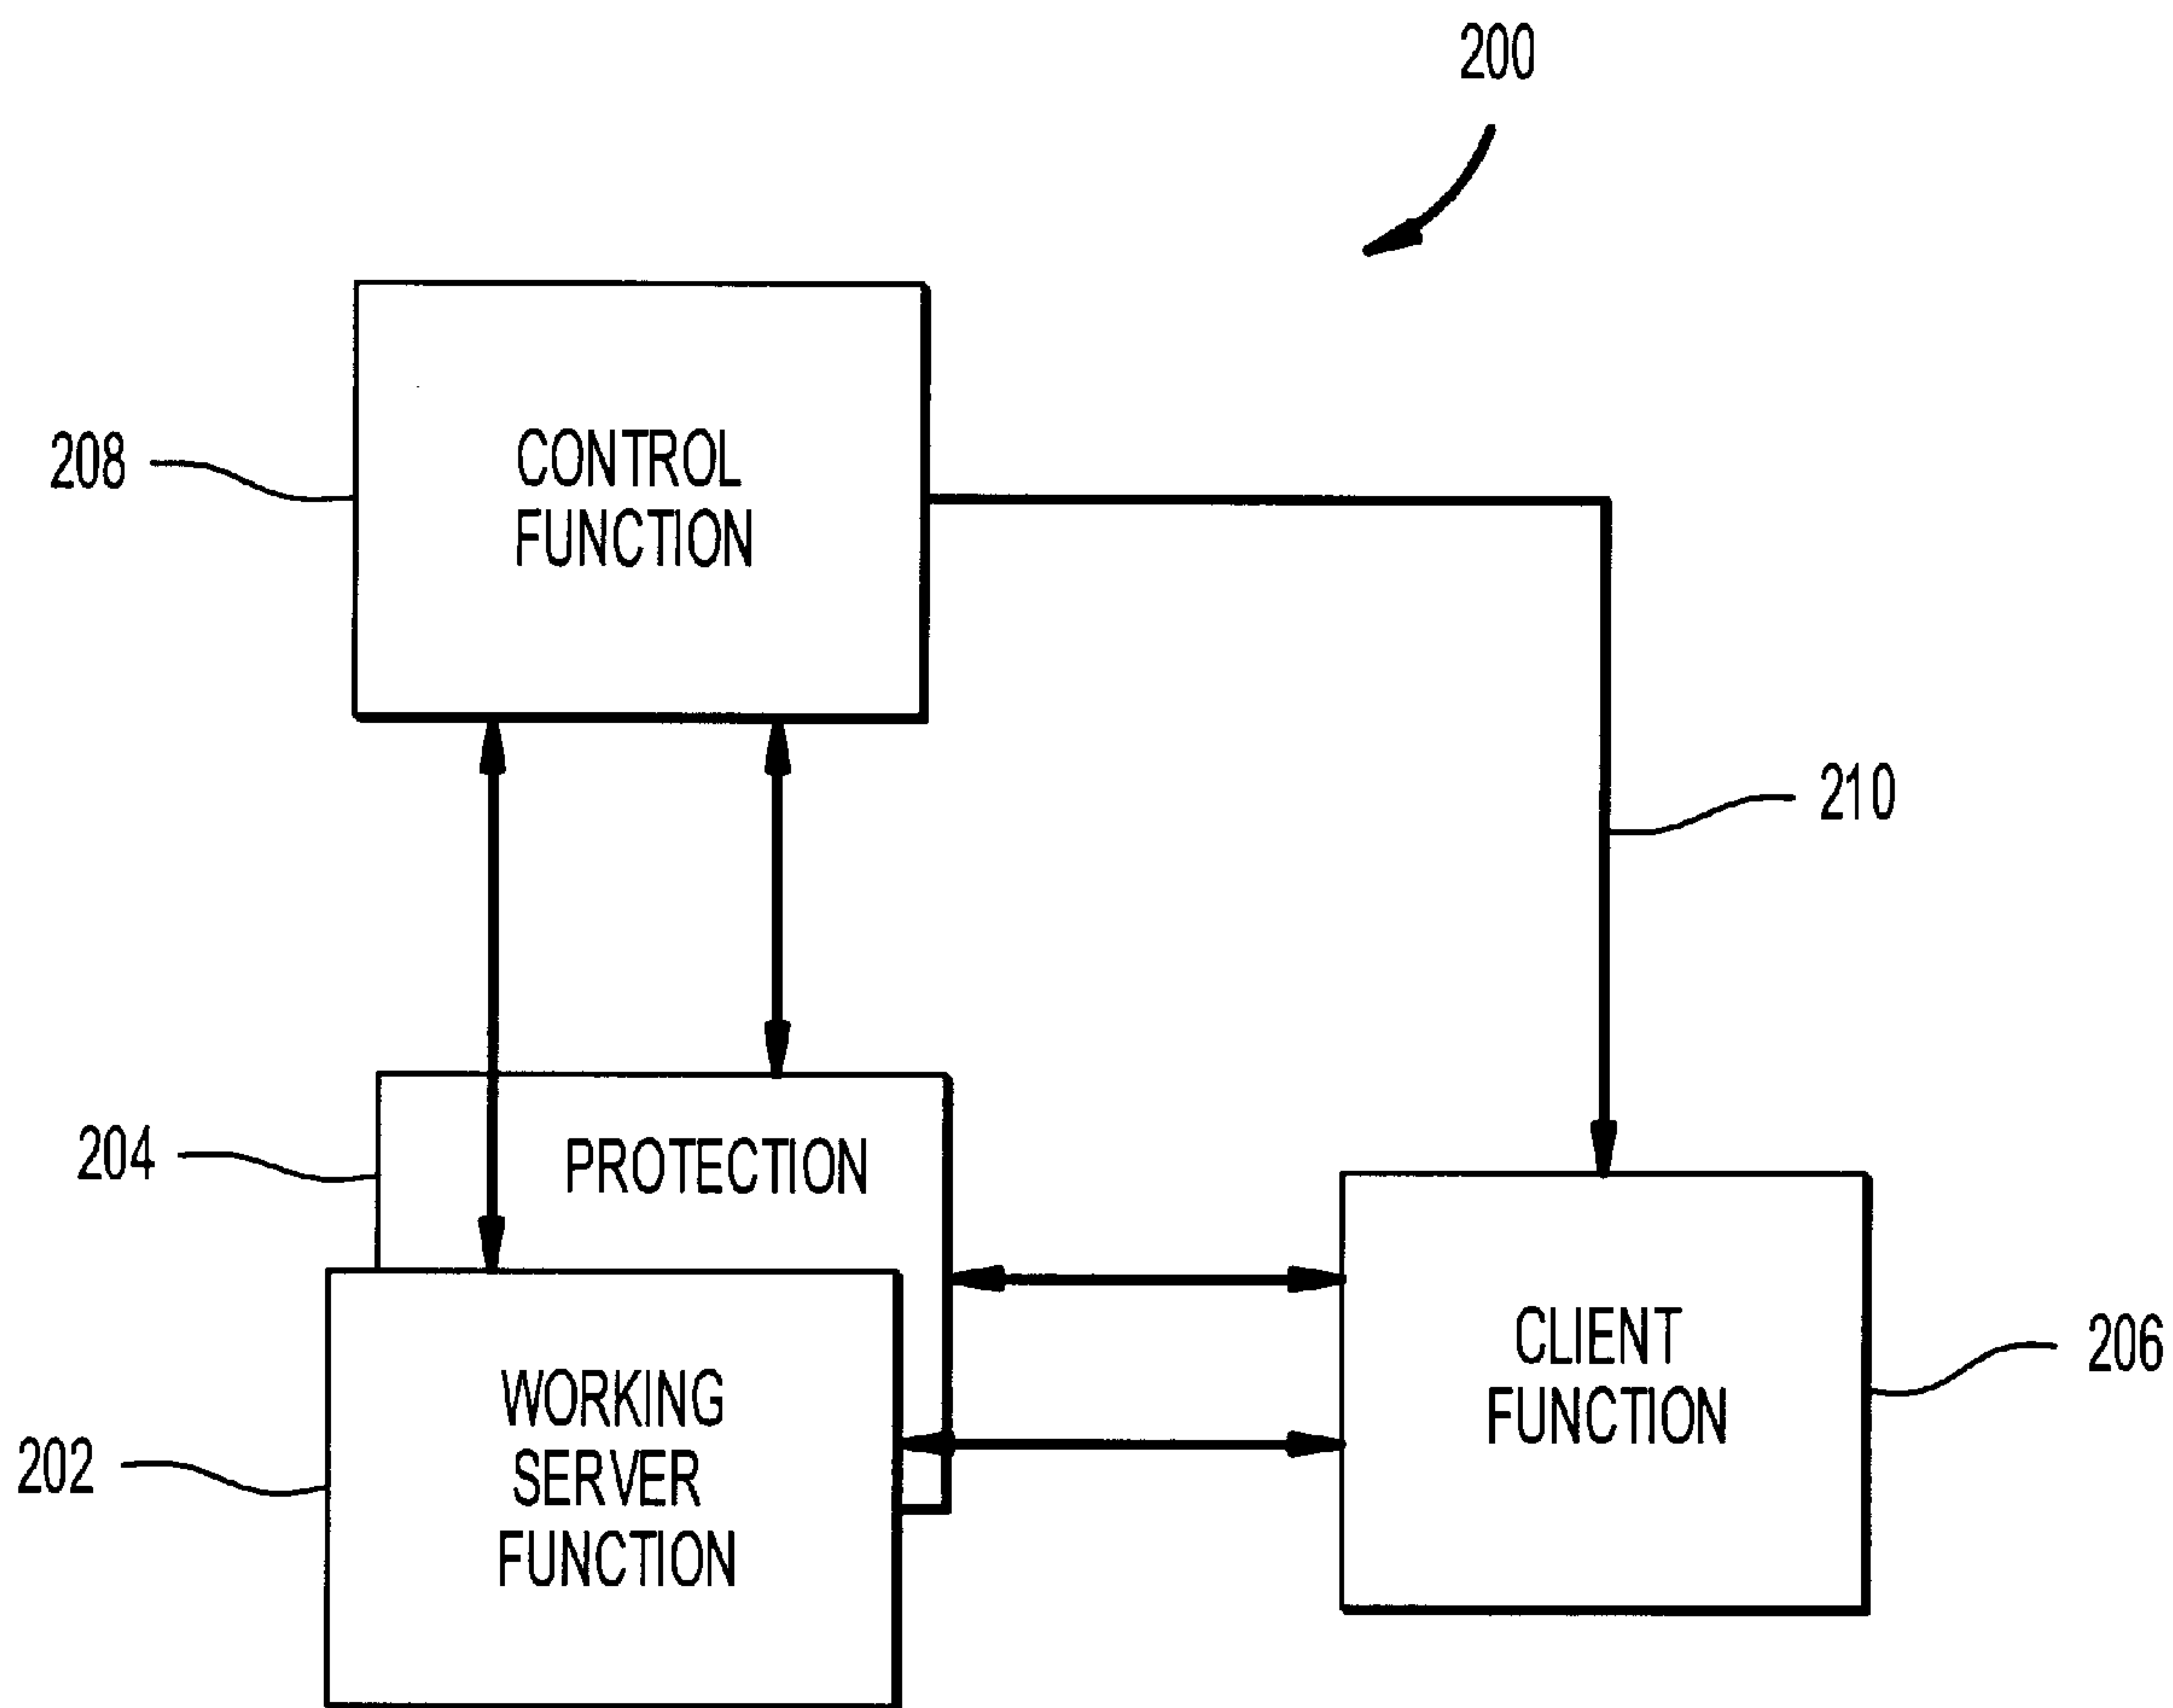 200
208
CONTROL
FUNCTION
210
204
PROTECTION
202
WORKING
SERVER
FUNCTION
CLIENT
FUNCTION
206